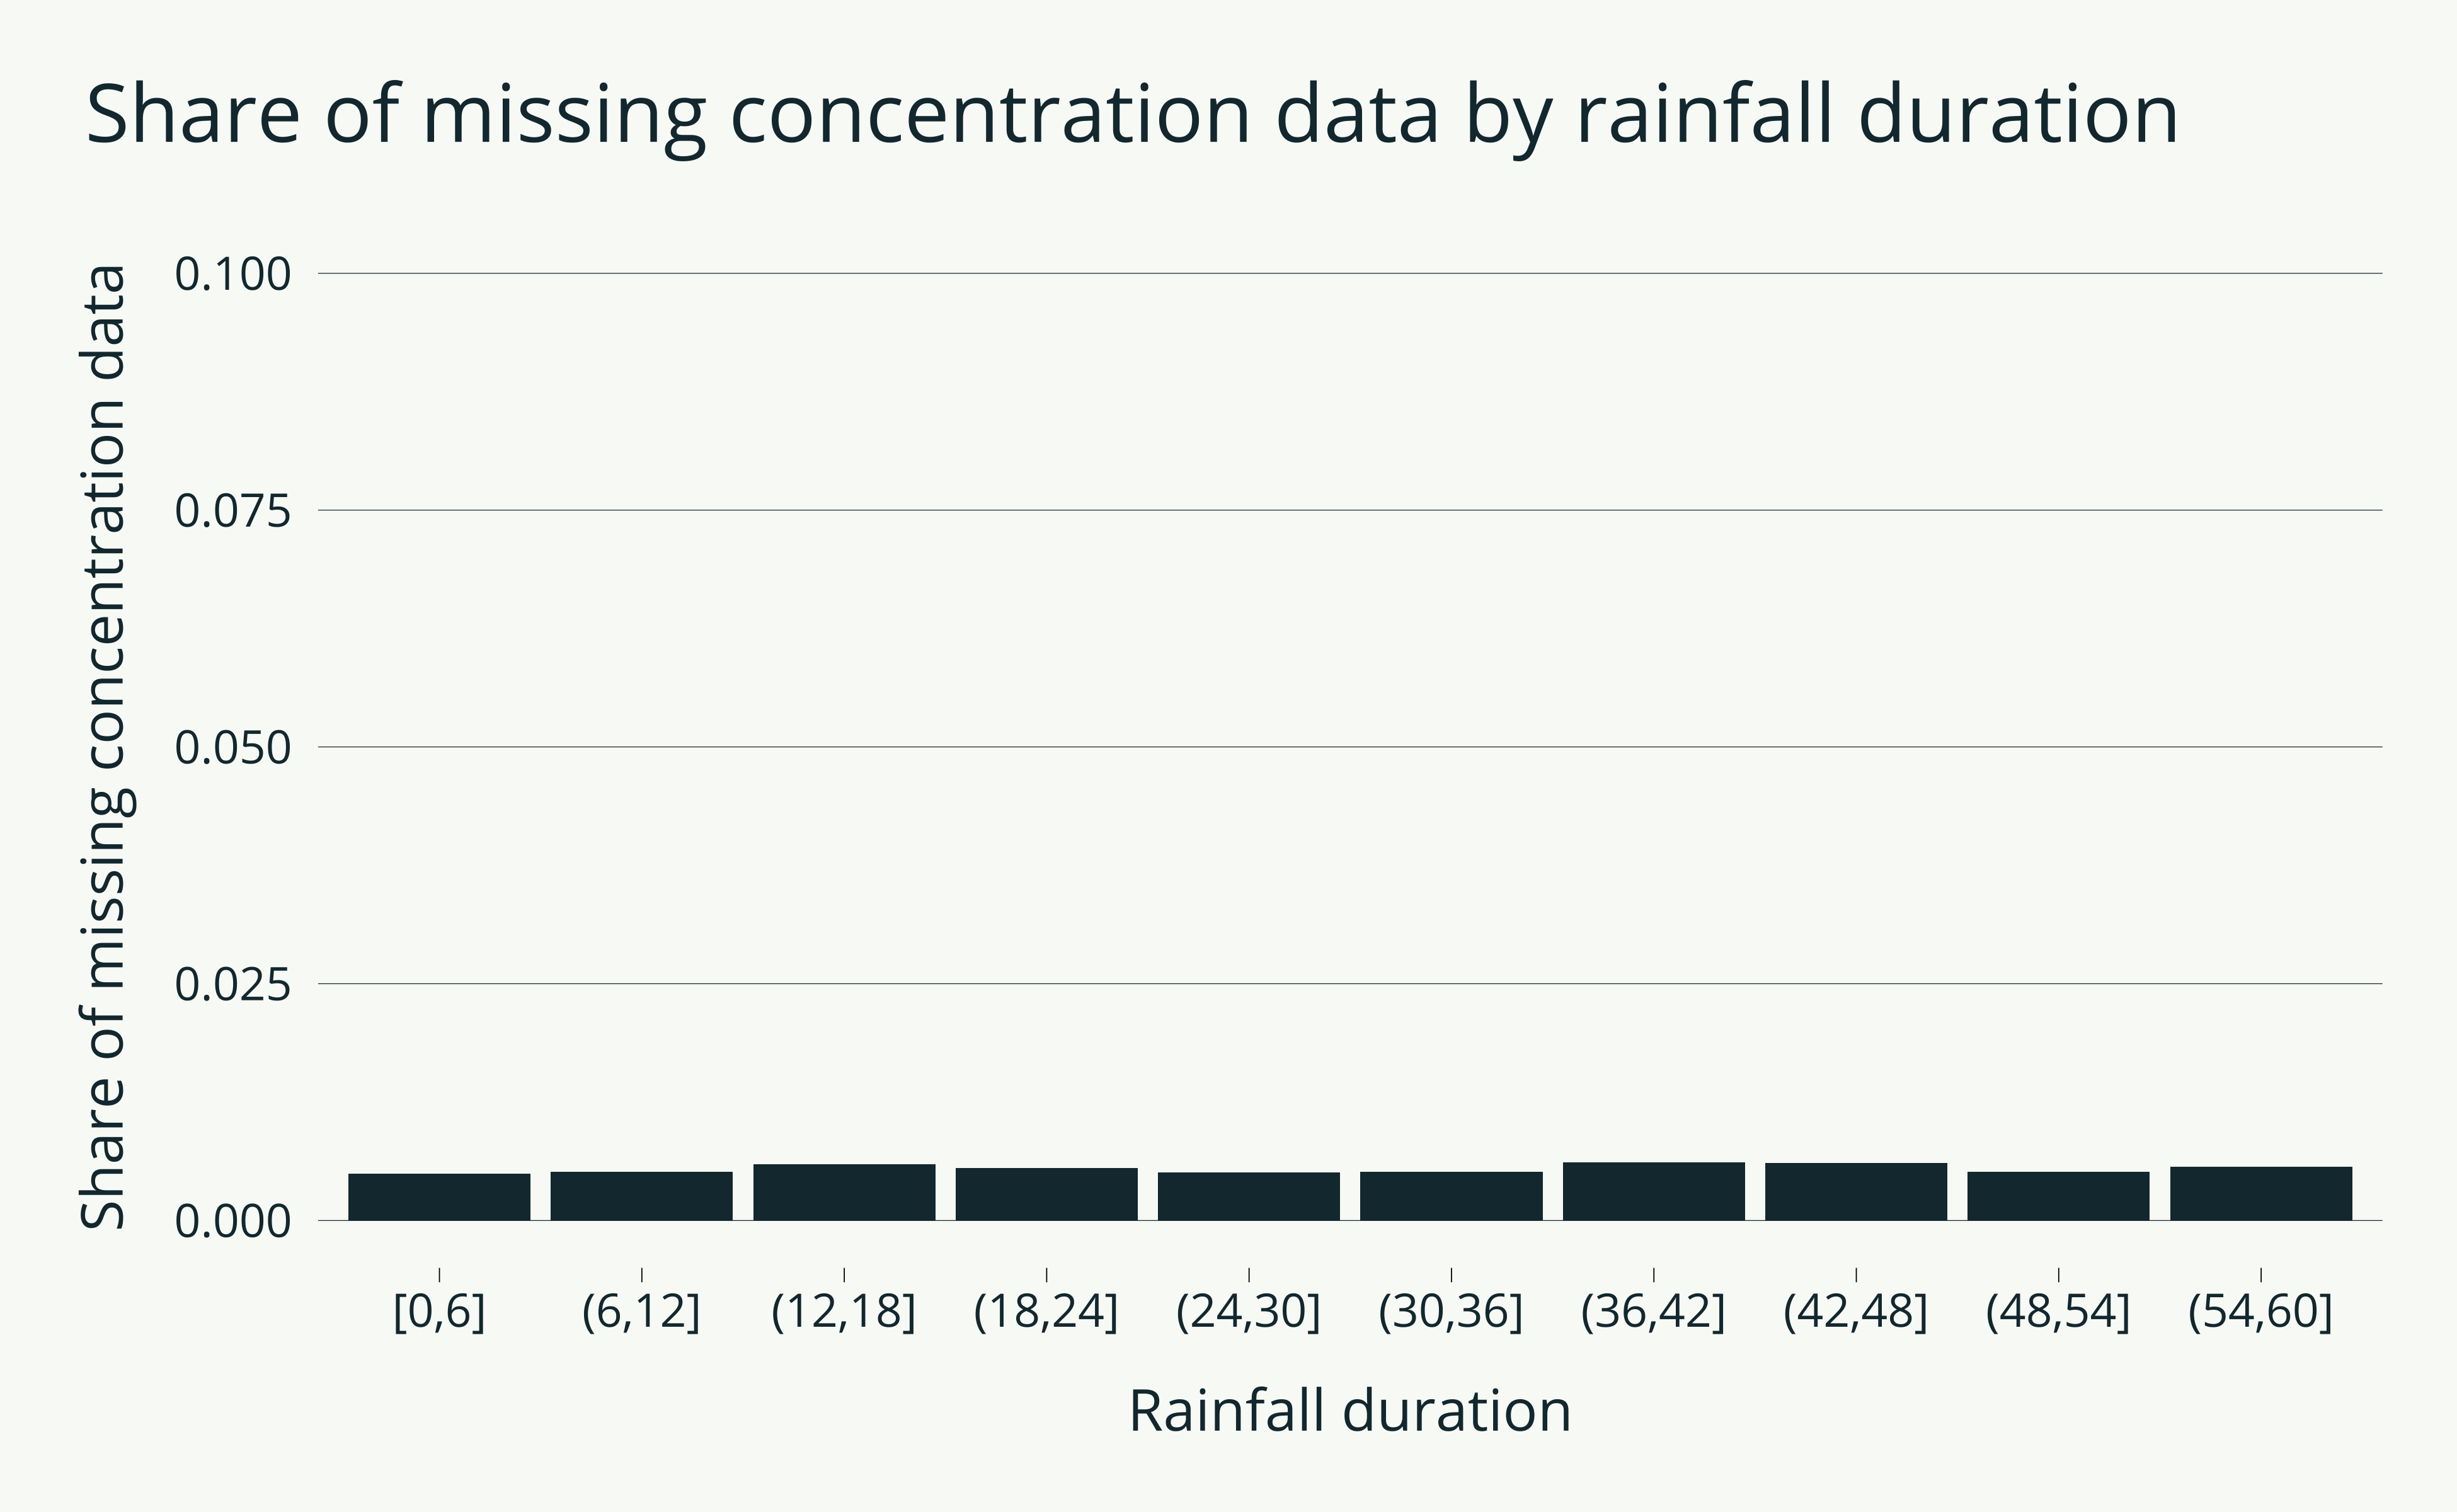 Share of missing concentration data by rainfall duration
Share of missing concentration data
0.100
0.075
0.050
0.025
0.000
[0,6] (6,12] (12,18] (18,24] (24,30] (30,36] (36,42] (42,48] (48,54] (54,60]
Rainfall duration